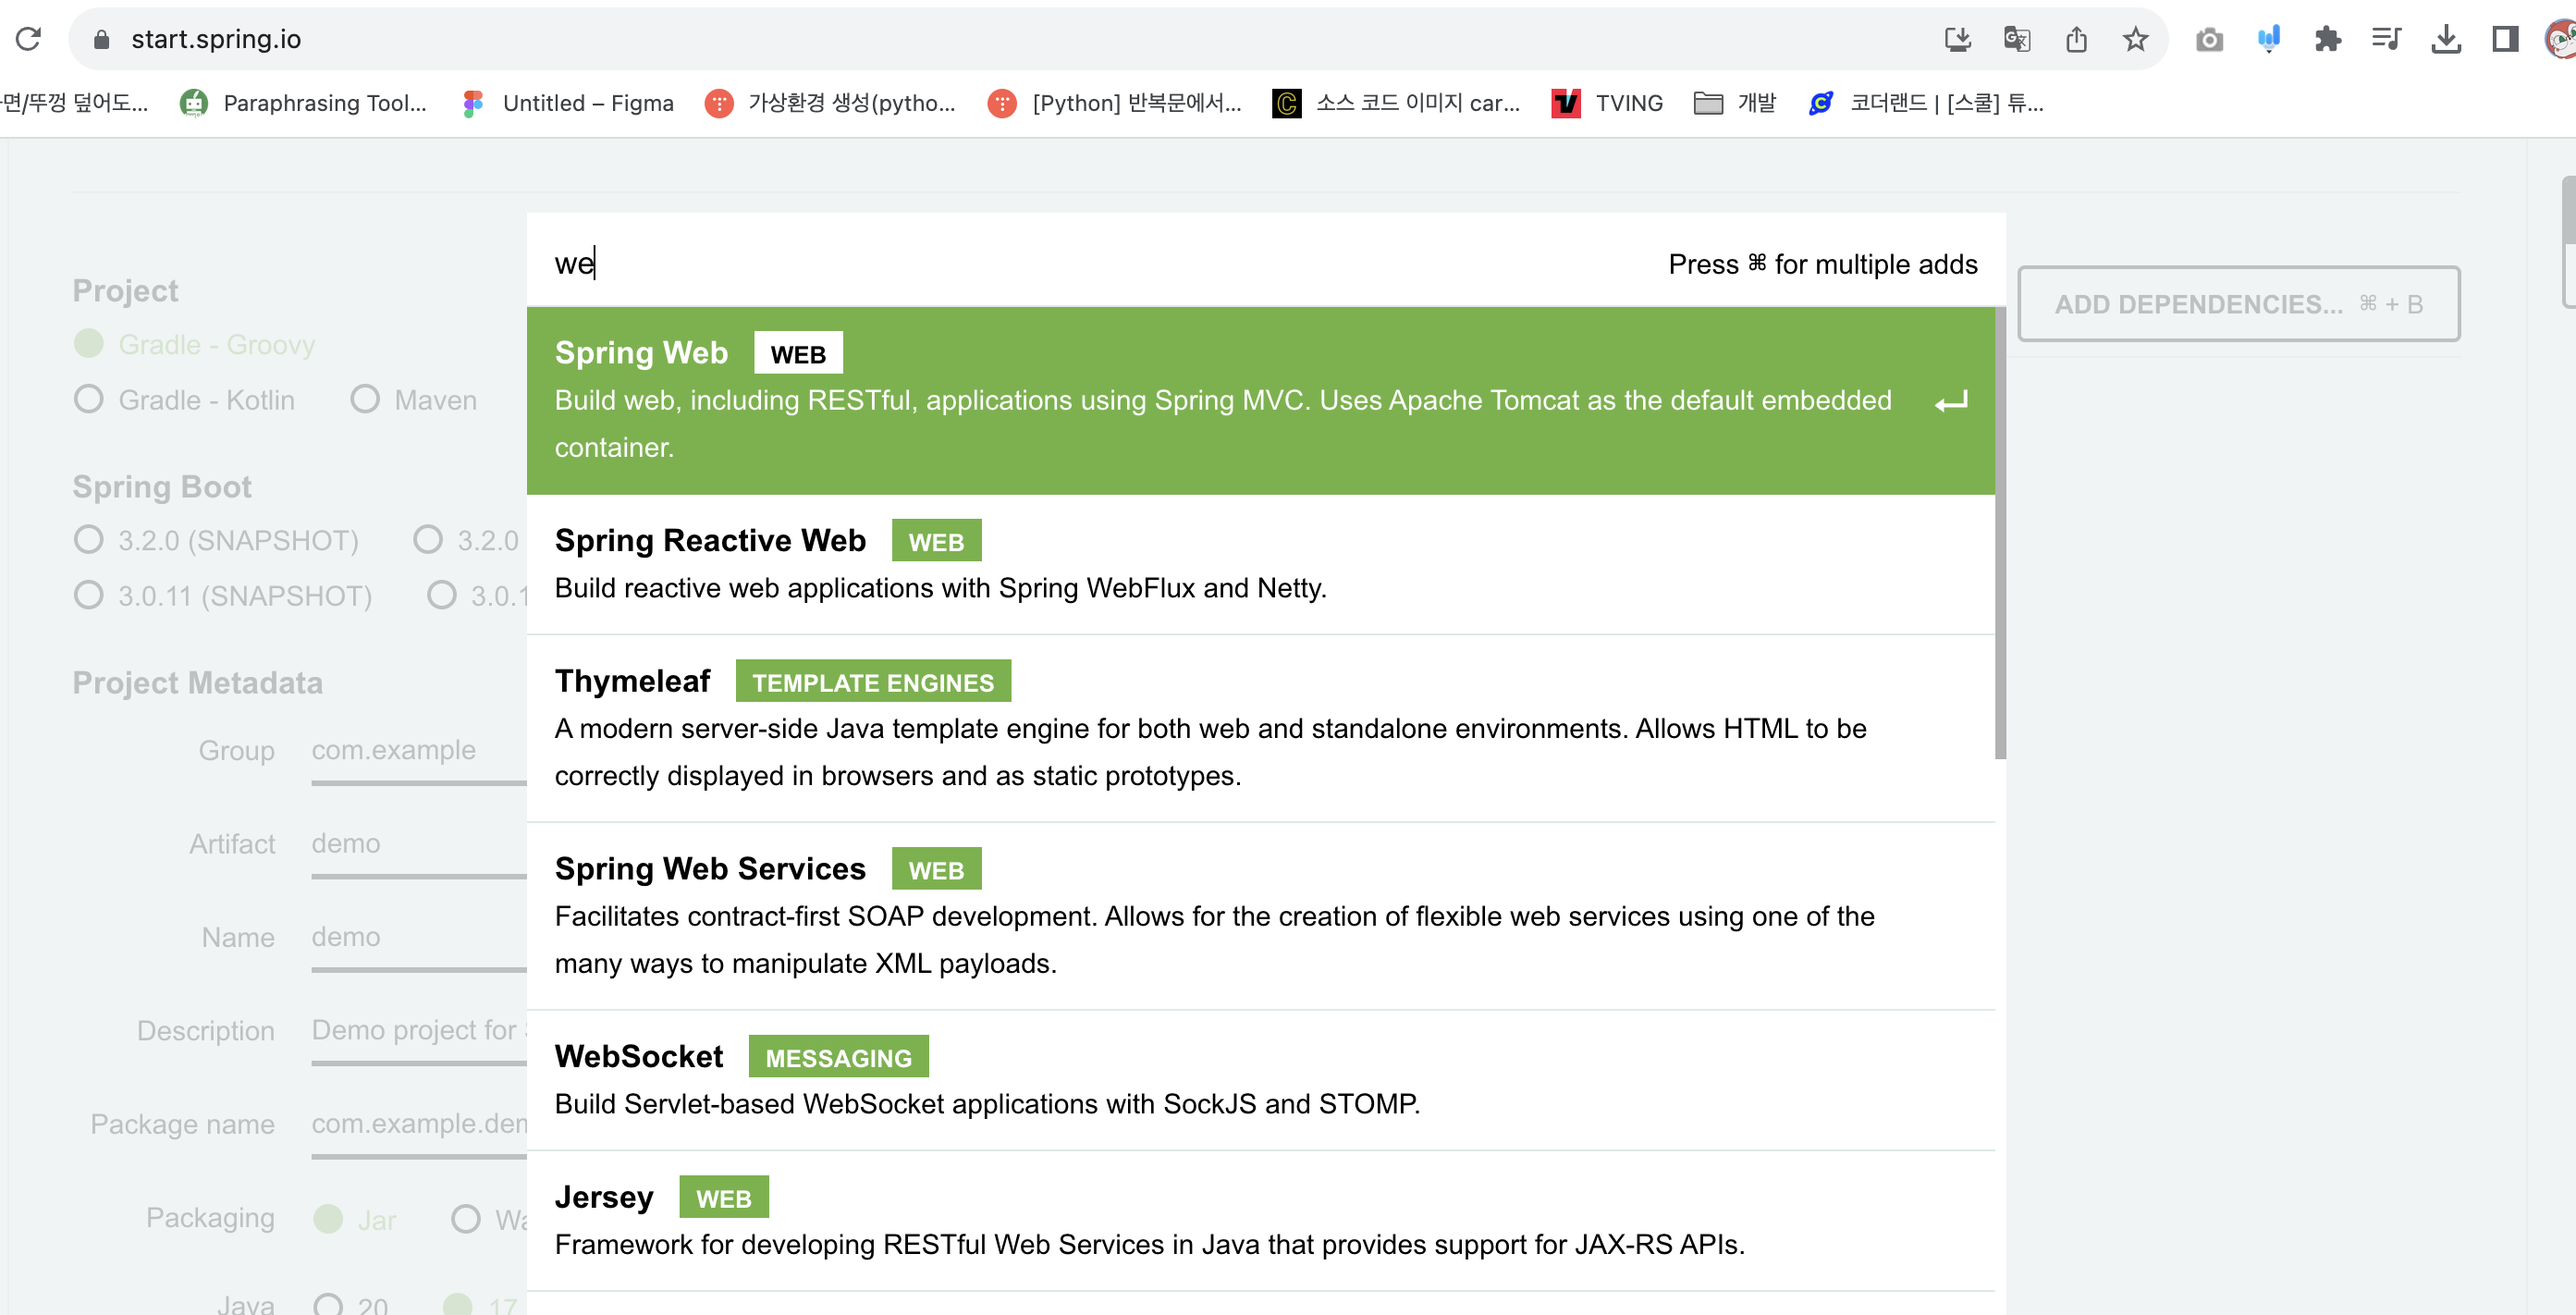 start.spring.io
면/뚜껑 덮어도... Paraphrasing Tool... Untitled – Figma 가상환경 생성(pytho... [Python] 반복문에서... 소스 코드 이미지 car... TVING 개발 코더랜드 | [스쿨] 튜...
we Press ⌘ for multiple adds
ADD DEPENDENCIES... ⌘ + B
Project
Gradle - Groovy
Gradle - Kotlin Maven
Spring Boot
3.2.0 (SNAPSHOT) 3.2.0
3.0.11 (SNAPSHOT) 3.0.1
Project Metadata
Group com.example
Artifact demo
Name demo
Description Demo project for
Package name com.example.dem
Packaging Jar Wa
Java 20 17
Spring Web WEB
Build web, including RESTful, applications using Spring MVC. Uses Apache Tomcat as the default embedded
container.
Spring Reactive Web WEB
Build reactive web applications with Spring WebFlux and Netty.
Thymeleaf TEMPLATE ENGINES
A modern server-side Java template engine for both web and standalone environments. Allows HTML to be
correctly displayed in browsers and as static prototypes.
Spring Web Services WEB
Facilitates contract-first SOAP development. Allows for the creation of flexible web services using one of the
many ways to manipulate XML payloads.
WebSocket MESSAGING
Build Servlet-based WebSocket applications with SockJS and STOMP.
Jersey WEB
Framework for developing RESTful Web Services in Java that provides support for JAX-RS APIs.